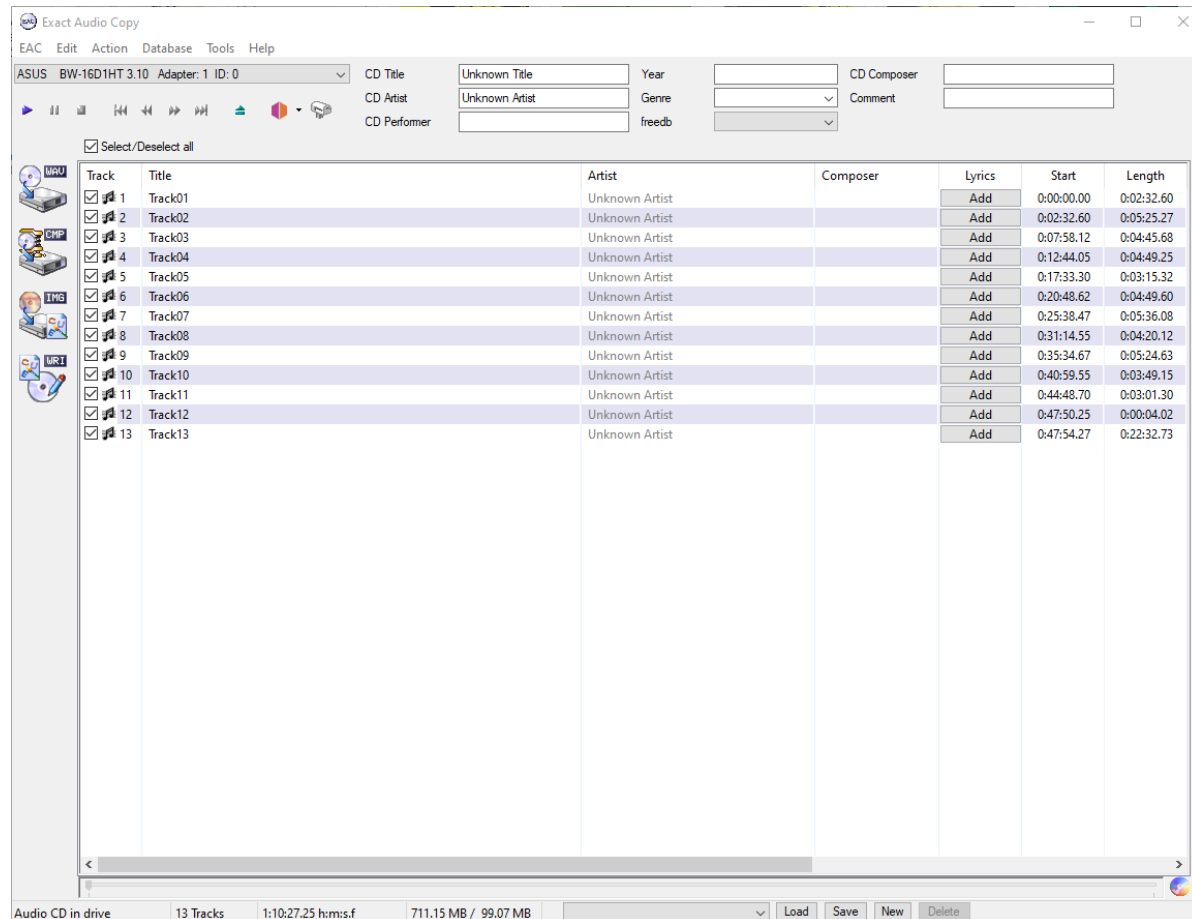 Exact Audio Copy
EAC Edit Action Database Tools Help
ASUS BW-16D1HT 3.10 Adapter: 1 ID: 0
CD Title Unknown Title Year CD Composer
CD Artist Unknown Artist Genre Comment
CD Performer freedb
Select/Deselect all
WAV
CMP
IMG
WRI
Track Title Artist Composer Lyrics Start Length
1 Track01 Unknown Artist Add 0:00:00.00 0:02:32.60
2 Track02 Unknown Artist Add 0:02:32.60 0:05:25.27
3 Track03 Unknown Artist Add 0:07:58.12 0:04:45.68
4 Track04 Unknown Artist Add 0:12:44.05 0:04:49.25
5 Track05 Unknown Artist Add 0:17:33.30 0:03:15.32
6 Track06 Unknown Artist Add 0:20:48.62 0:04:49.60
7 Track07 Unknown Artist Add 0:25:38.47 0:05:36.08
8 Track08 Unknown Artist Add 0:31:14.55 0:04:20.12
9 Track09 Unknown Artist Add 0:35:34.67 0:05:24.63
10 Track10 Unknown Artist Add 0:40:59.55 0:03:49.15
11 Track11 Unknown Artist Add 0:44:48.70 0:03:01.30
12 Track12 Unknown Artist Add 0:47:50.25 0:00:04.02
13 Track13 Unknown Artist Add 0:47:54.27 0:22:32.73
Audio CD in drive 13 Tracks 1:10:27.25 h:m:s.f 711.15 MB / 99.07 MB Load Save New Delete